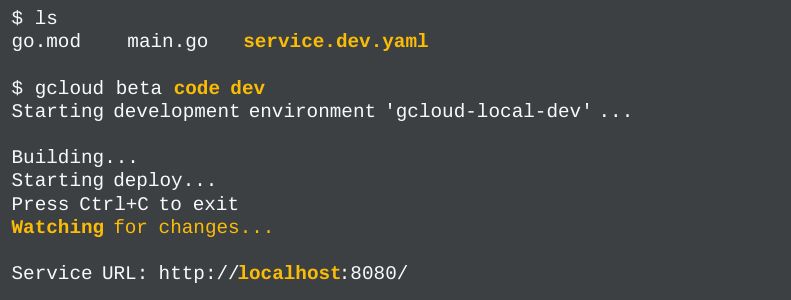 $ ls
go.mod    main.go   service.dev.yaml
$ gcloud beta code dev
Starting development environment 'gcloud-local-dev' ...
Building...
Starting deploy...
Press Ctrl+C to exit
Watching for changes...
Service URL: http://localhost:8080/